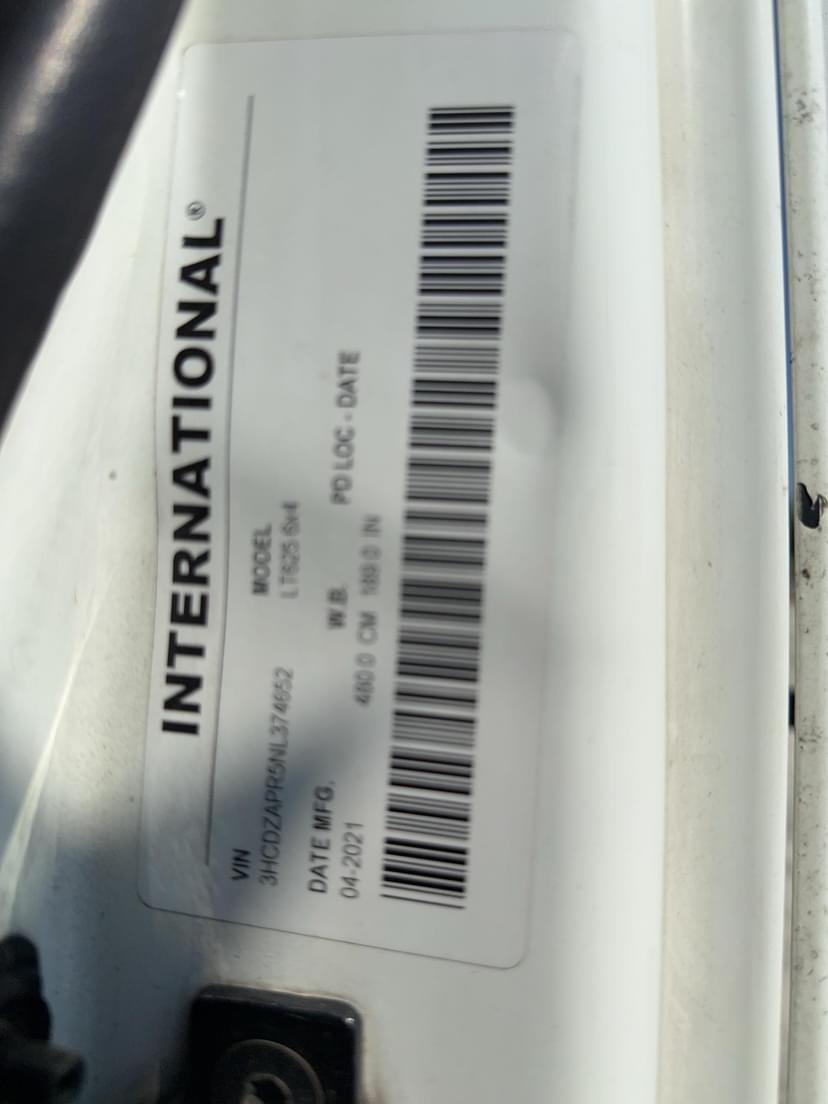 INTERNATIONAL®
VIN MODEL
3HCDZAPR5NL374652 LT625 6x4
DATE MFG. W.B. PD LOC - DATE
04-2021 480.0 CM 189.0 IN